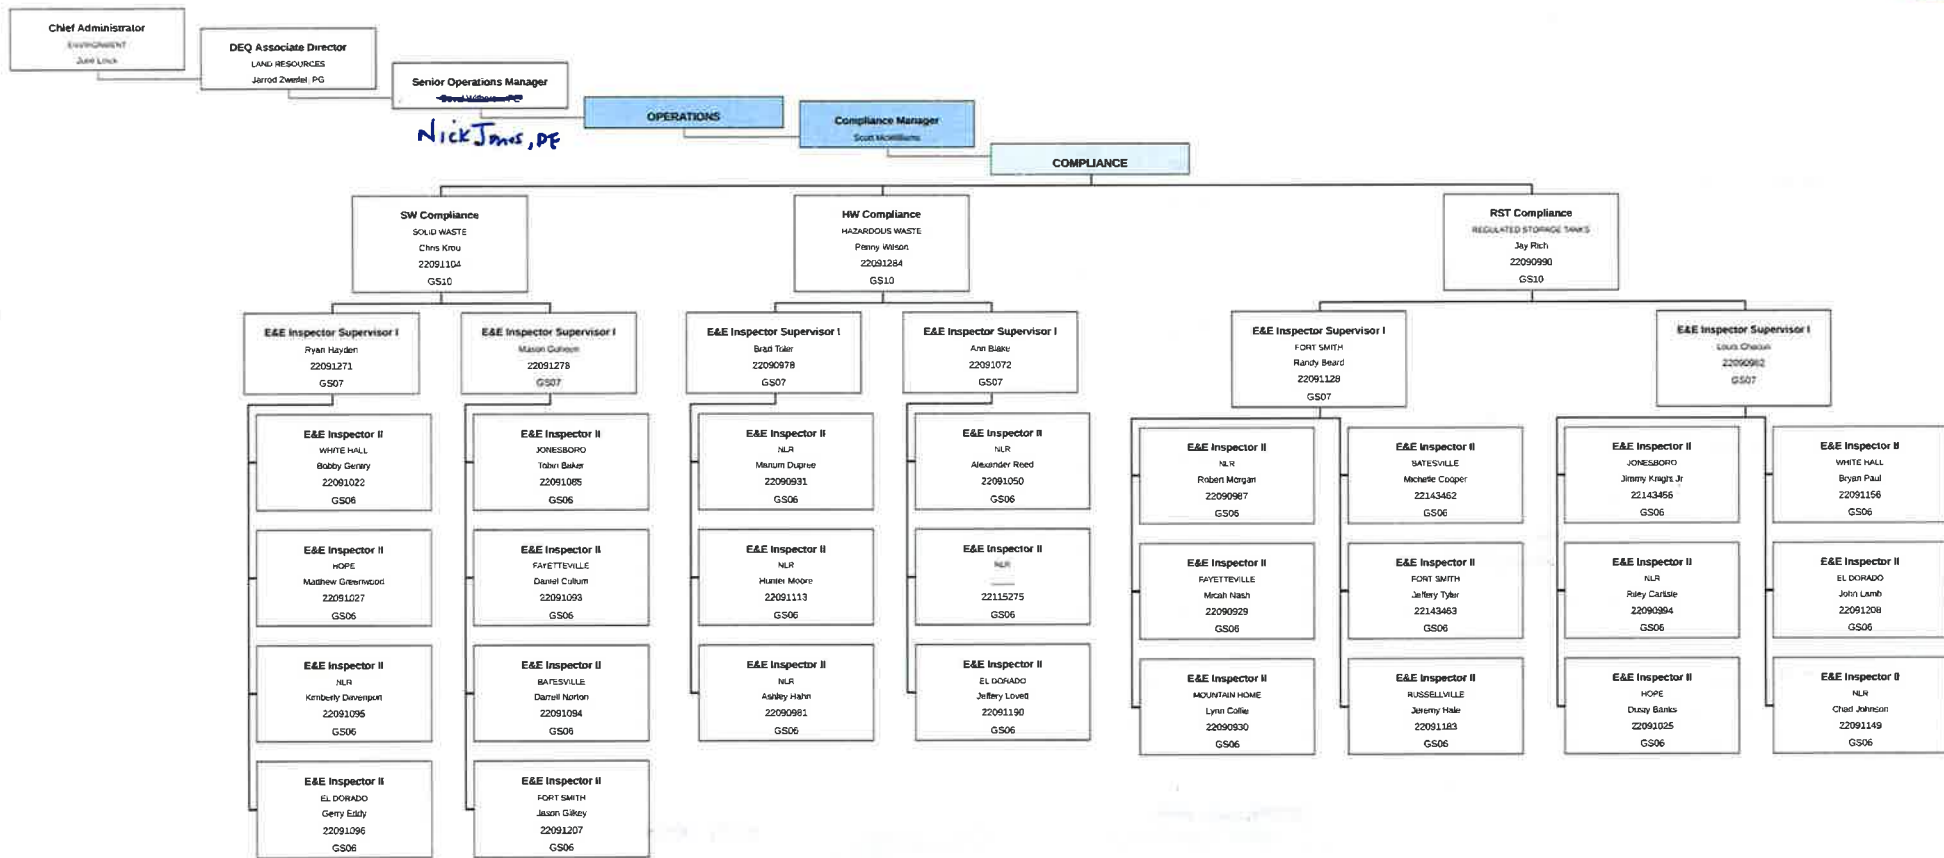 Chief Administrator
ENVIRONMENT
DEQ Associate Director
LAND RESOURCES
Jarrod Zweifel, PG
Senior Operations Manager
Nick Jones, PE
OPERATIONS
Compliance Manager
Scott McWilliams
COMPLIANCE
SW Compliance
SOLID WASTE
Chris Krou
22091104
GS10
HW Compliance
HAZARDOUS WASTE
Penny Wilson
22091284
GS10
RST Compliance
REGULATED STORAGE TANKS
Jay Rich
22090990
GS10
E&E Inspector Supervisor I
Ryan Hayden
22091271
GS07
E&E Inspector Supervisor I
Mason
22091278
GS07
E&E Inspector Supervisor I
Brad Toler
22090978
GS07
E&E Inspector Supervisor I
Ann Blake
22091072
GS07
E&E Inspector Supervisor I
FORT SMITH
Randy Beard
22091128
GS07
E&E Inspector Supervisor I
Louis
22090982
GS07
E&E Inspector II
WHITE HALL
Bobby Gentry
22091022
GS06
E&E Inspector II
HOPE
Matthew Greenwood
22091027
GS06
E&E Inspector II
NLR
Kimberly Davenport
22091095
GS06
E&E Inspector II
EL DORADO
Gerry Eddy
22091096
GS06
E&E Inspector II
JONESBORO
Tobin Baker
22091085
GS06
E&E Inspector II
FAYETTEVILLE
Daniel Cullum
22091093
GS06
E&E Inspector II
BATESVILLE
Darrell Norton
22091094
GS06
E&E Inspector II
FORT SMITH
Jason Gilkey
22091207
GS06
E&E Inspector II
NLR
Dupree
22090931
GS06
E&E Inspector II
NLR
Hunter Moore
22091113
GS06
E&E Inspector II
NLR
Ashley Hahn
22090981
GS06
E&E Inspector II
NLR
Alexander Reed
22091050
GS06
E&E Inspector II
NLR
22115275
GS06
E&E Inspector II
EL DORADO
Jeffery Lovett
22091190
GS06
E&E Inspector II
NLR
Robert Morgan
22090987
GS06
E&E Inspector II
FAYETTEVILLE
Micah Nash
22090929
GS06
E&E Inspector II
MOUNTAIN HOME
Lynn Collie
22090930
GS06
E&E Inspector II
BATESVILLE
Michelle Cooper
22143462
GS06
E&E Inspector II
FORT SMITH
Jeffery Tyler
22143463
GS06
E&E Inspector II
RUSSELLVILLE
Jeremy Hale
22091183
GS06
E&E Inspector II
JONESBORO
Jimmy Knight Jr
22143456
GS06
E&E Inspector II
NLR
Riley Carlisle
22090994
GS06
E&E Inspector II
HOPE
Dusty Banks
22091025
GS06
E&E Inspector II
WHITE HALL
Bryan Paul
22091156
GS06
E&E Inspector II
EL DORADO
John Lamb
22091208
GS06
E&E Inspector II
NLR
Chad Johnson
22091149
GS06